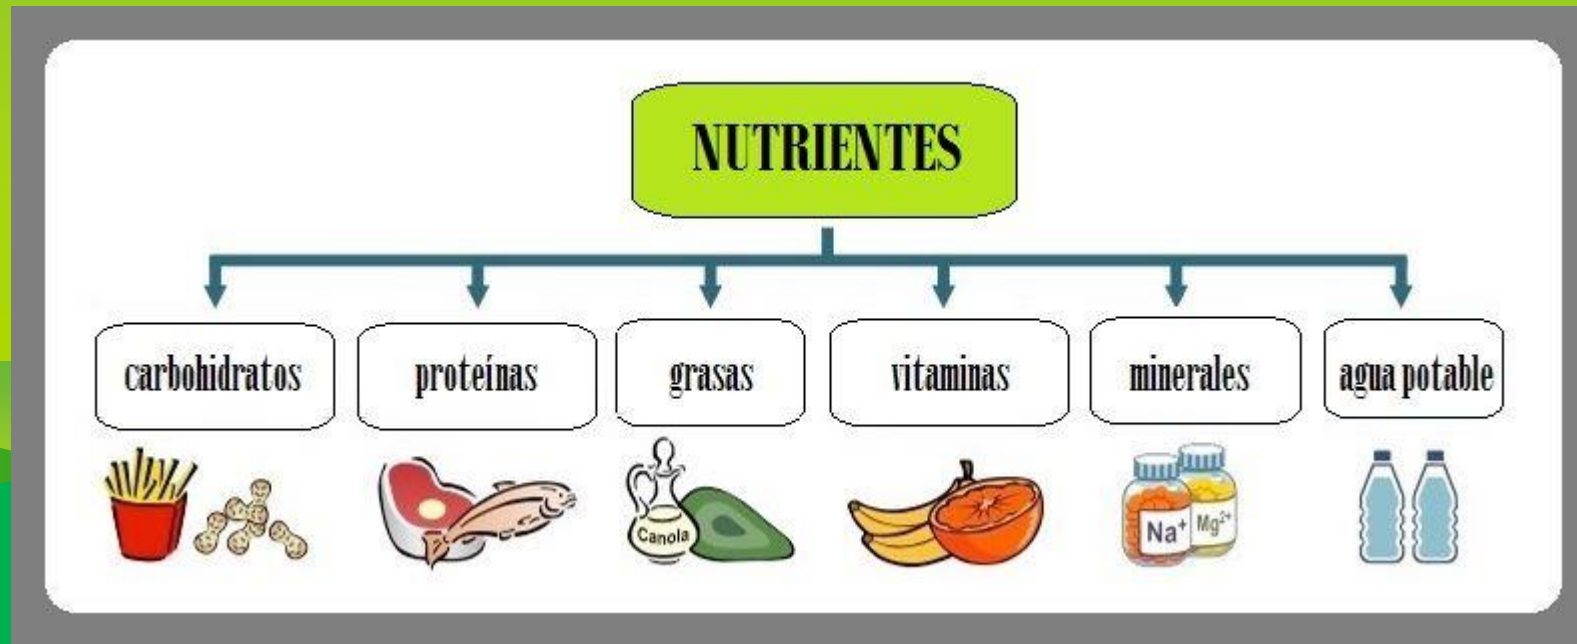 NUTRIENTES
carbohidratos
proteínas
grasas
vitaminas
minerales
agua potable
Canola
Na⁺
Mg²⁺